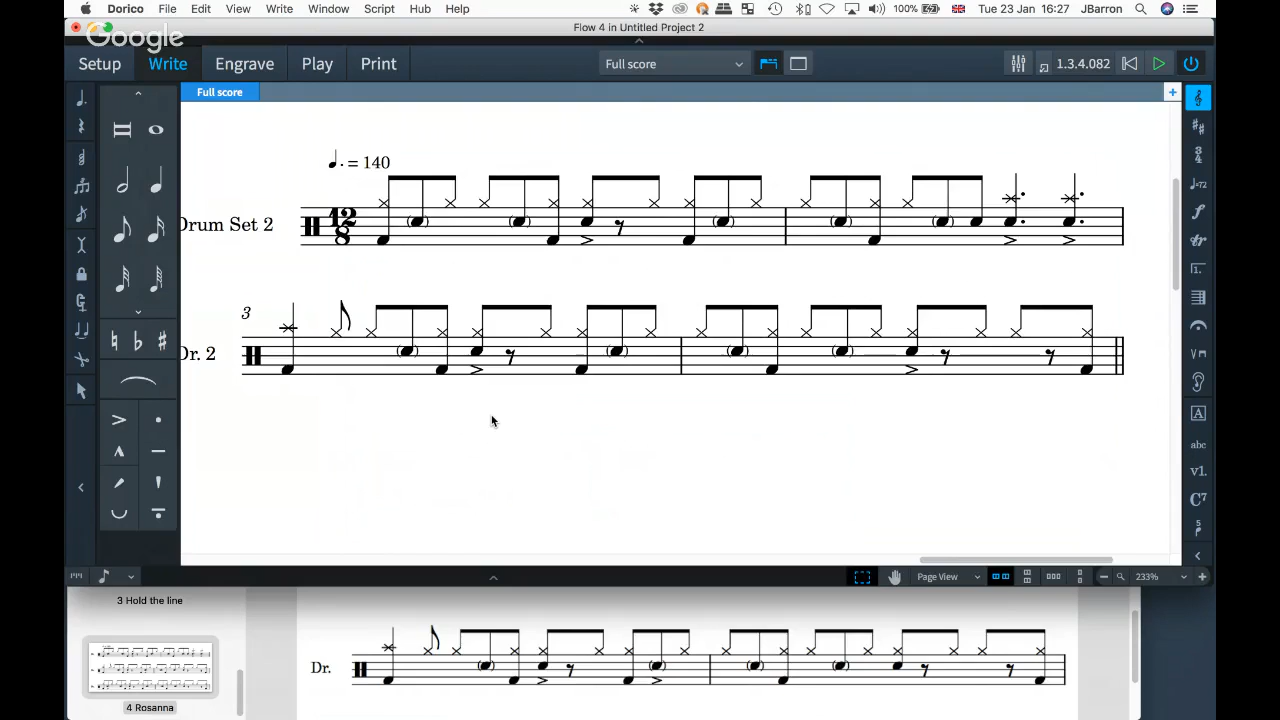 Dorico File Edit View Write Window Script Hub Help 100% Tue 23 Jan 16:27 JBarron
Google
Flow 4 in Untitled Project 2
Setup Write Engrave Play Print Full score 1.3.4.082
Full score
= 140
Drum Set 2
12
8
3
Dr. 2
Page View 233%
3 Hold the line
Dr.
4 Rosanna